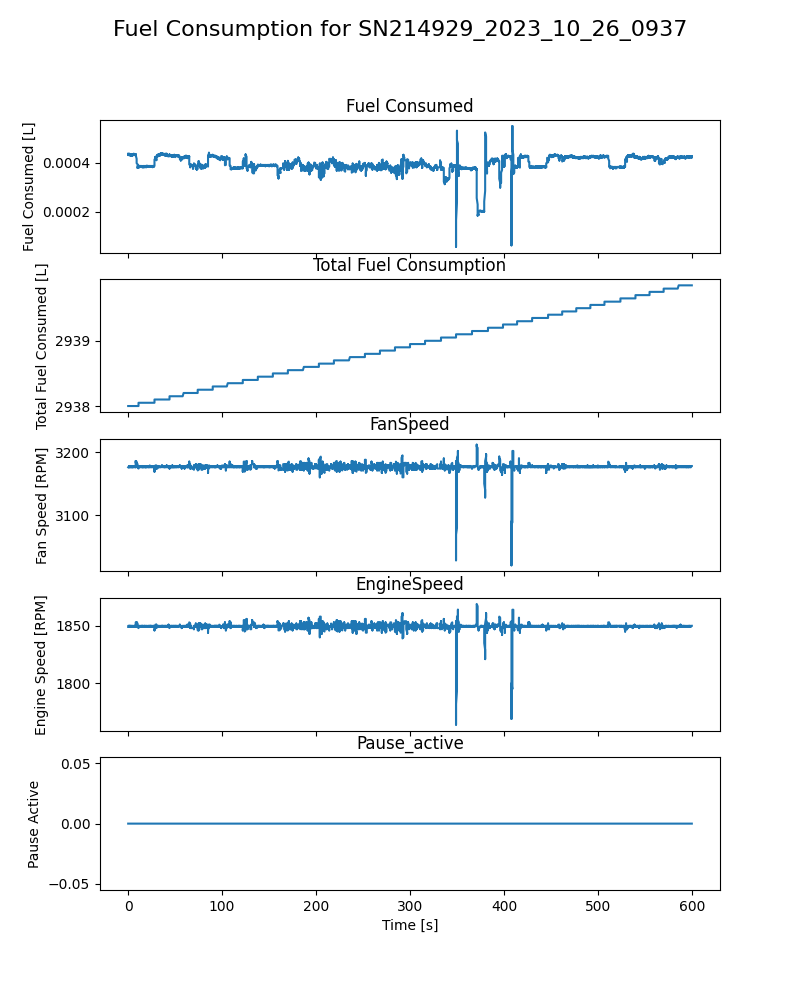 Fuel Consumption for SN214929_2023_10_26_0937
Fuel Consumed
Fuel Consumed [L]
0.0004
0.0002
Total Fuel Consumption
Total Fuel Consumed [L]
2939
2938
FanSpeed
Fan Speed [RPM]
3200
3100
EngineSpeed
Engine Speed [RPM]
1850
1800
Pause_active
Pause Active
0.05
0.00
−0.05
0 100 200 300 400 500 600
Time [s]